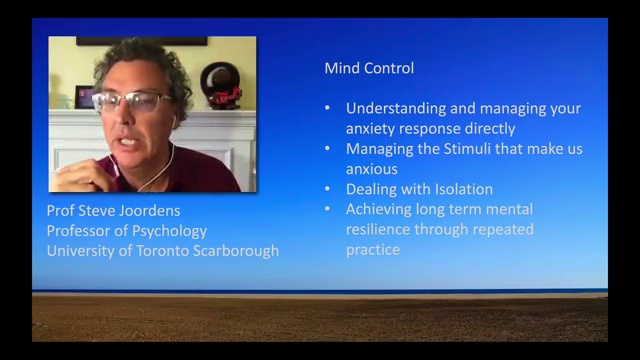 Mind Control
• Understanding and managing your
anxiety response directly
• Managing the Stimuli that make us
anxious
• Dealing with Isolation
• Achieving long term mental
resilience through repeated
practice
Prof Steve Joordens
Professor of Psychology
University of Toronto Scarborough